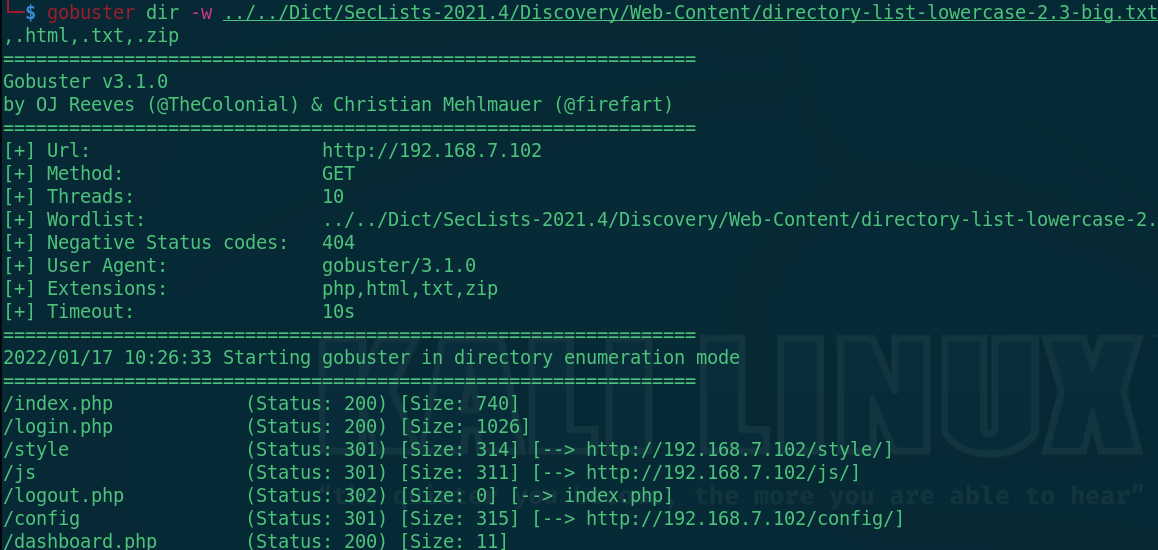 └─$ gobuster dir -w ../../Dict/SecLists-2021.4/Discovery/Web-Content/directory-list-lowercase-2.3-big.txt
,.html,.txt,.zip
===============================================================
Gobuster v3.1.0
by OJ Reeves (@TheColonial) & Christian Mehlmauer (@firefart)
===============================================================
[+] Url:                     http://192.168.7.102
[+] Method:                  GET
[+] Threads:                 10
[+] Wordlist:                ../../Dict/SecLists-2021.4/Discovery/Web-Content/directory-list-lowercase-2.
[+] Negative Status codes:   404
[+] User Agent:              gobuster/3.1.0
[+] Extensions:              php,html,txt,zip
[+] Timeout:                 10s
===============================================================
2022/01/17 10:26:33 Starting gobuster in directory enumeration mode
===============================================================
/index.php            (Status: 200) [Size: 740]
/login.php            (Status: 200) [Size: 1026]
/style                (Status: 301) [Size: 314] [--> http://192.168.7.102/style/]
/js                   (Status: 301) [Size: 311] [--> http://192.168.7.102/js/]
/logout.php           (Status: 302) [Size: 0] [--> index.php]
/config               (Status: 301) [Size: 315] [--> http://192.168.7.102/config/]
/dashboard.php        (Status: 200) [Size: 11]
KALI LINUX
the more you are able to hear”